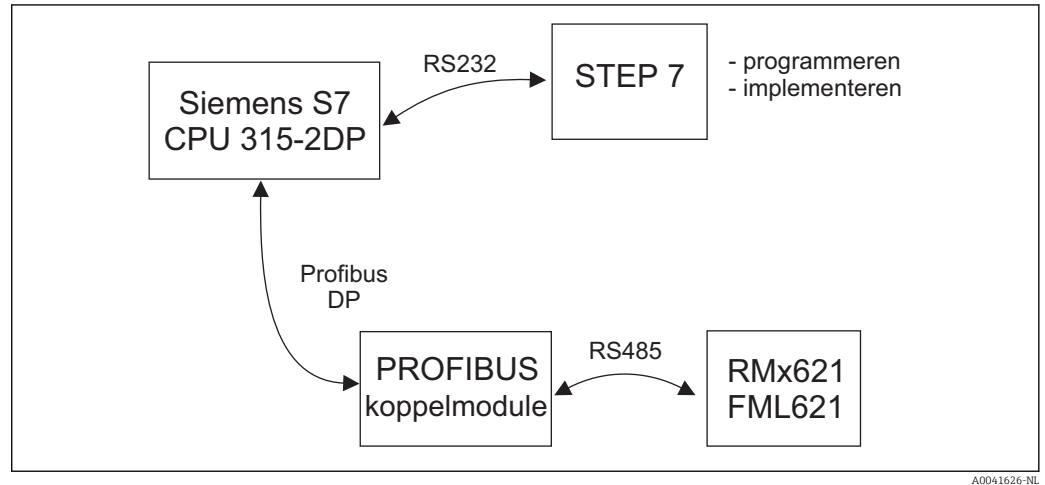 RS232
STEP 7
- programmeren
- implementeren
Siemens S7
CPU 315-2DP
Profibus
DP
PROFIBUS
koppelmodule
RS485
RMx621
FML621
A0041626-NL